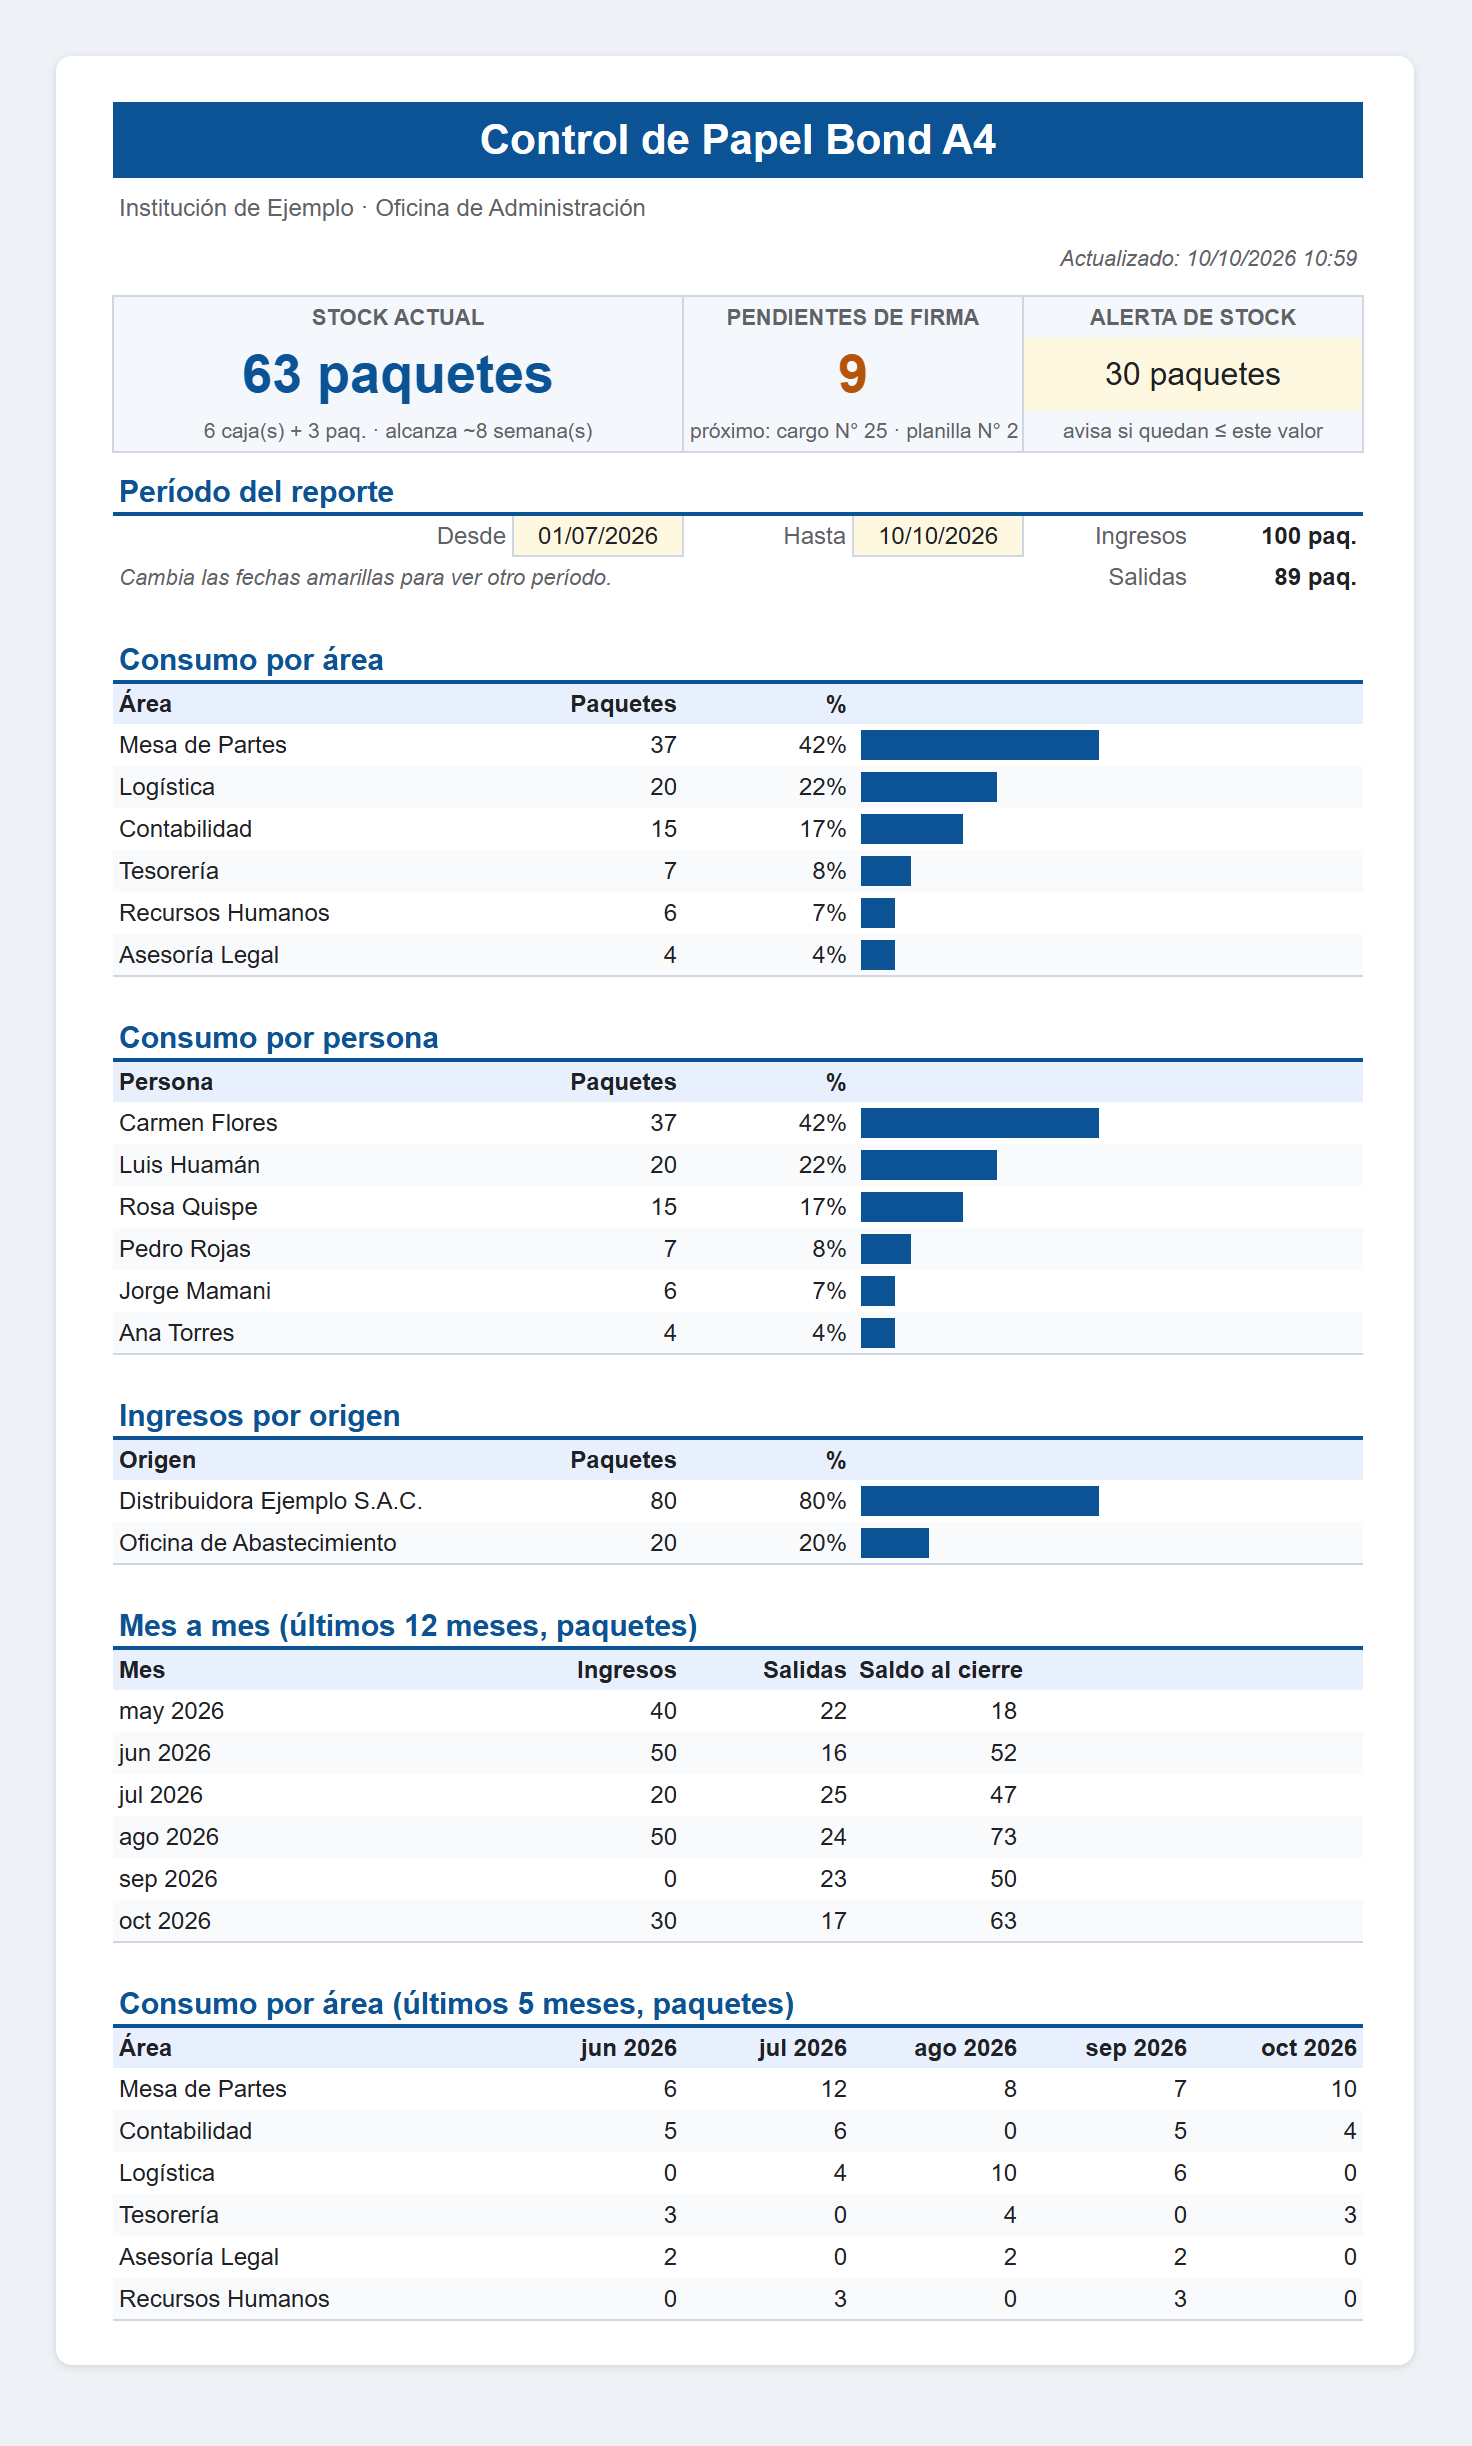 Control de Papel Bond A4
Institución de Ejemplo · Oficina de Administración
Actualizado: 10/10/2026 10:59
STOCK ACTUAL PENDIENTES DE FIRMA ALERTA DE STOCK
63 paquetes 9 30 paquetes
6 caja(s) + 3 paq. · alcanza ~8 semana(s) próximo: cargo N° 25 · planilla N° 2 avisa si quedan ≤ este valor
Período del reporte
Desde 01/07/2026 Hasta 10/10/2026 Ingresos 100 paq.
Cambia las fechas amarillas para ver otro período. Salidas 89 paq.
Consumo por área
Área Paquetes %
Mesa de Partes 37 42%
Logística 20 22%
Contabilidad 15 17%
Tesorería 7 8%
Recursos Humanos 6 7%
Asesoría Legal 4 4%
Consumo por persona
Persona Paquetes %
Carmen Flores 37 42%
Luis Huamán 20 22%
Rosa Quispe 15 17%
Pedro Rojas 7 8%
Jorge Mamani 6 7%
Ana Torres 4 4%
Ingresos por origen
Origen Paquetes %
Distribuidora Ejemplo S.A.C. 80 80%
Oficina de Abastecimiento 20 20%
Mes a mes (últimos 12 meses, paquetes)
Mes Ingresos Salidas Saldo al cierre
may 2026 40 22 18
jun 2026 50 16 52
jul 2026 20 25 47
ago 2026 50 24 73
sep 2026 0 23 50
oct 2026 30 17 63
Consumo por área (últimos 5 meses, paquetes)
Área jun 2026 jul 2026 ago 2026 sep 2026 oct 2026
Mesa de Partes 6 12 8 7 10
Contabilidad 5 6 0 5 4
Logística 0 4 10 6 0
Tesorería 3 0 4 0 3
Asesoría Legal 2 0 2 2 0
Recursos Humanos 0 3 0 3 0